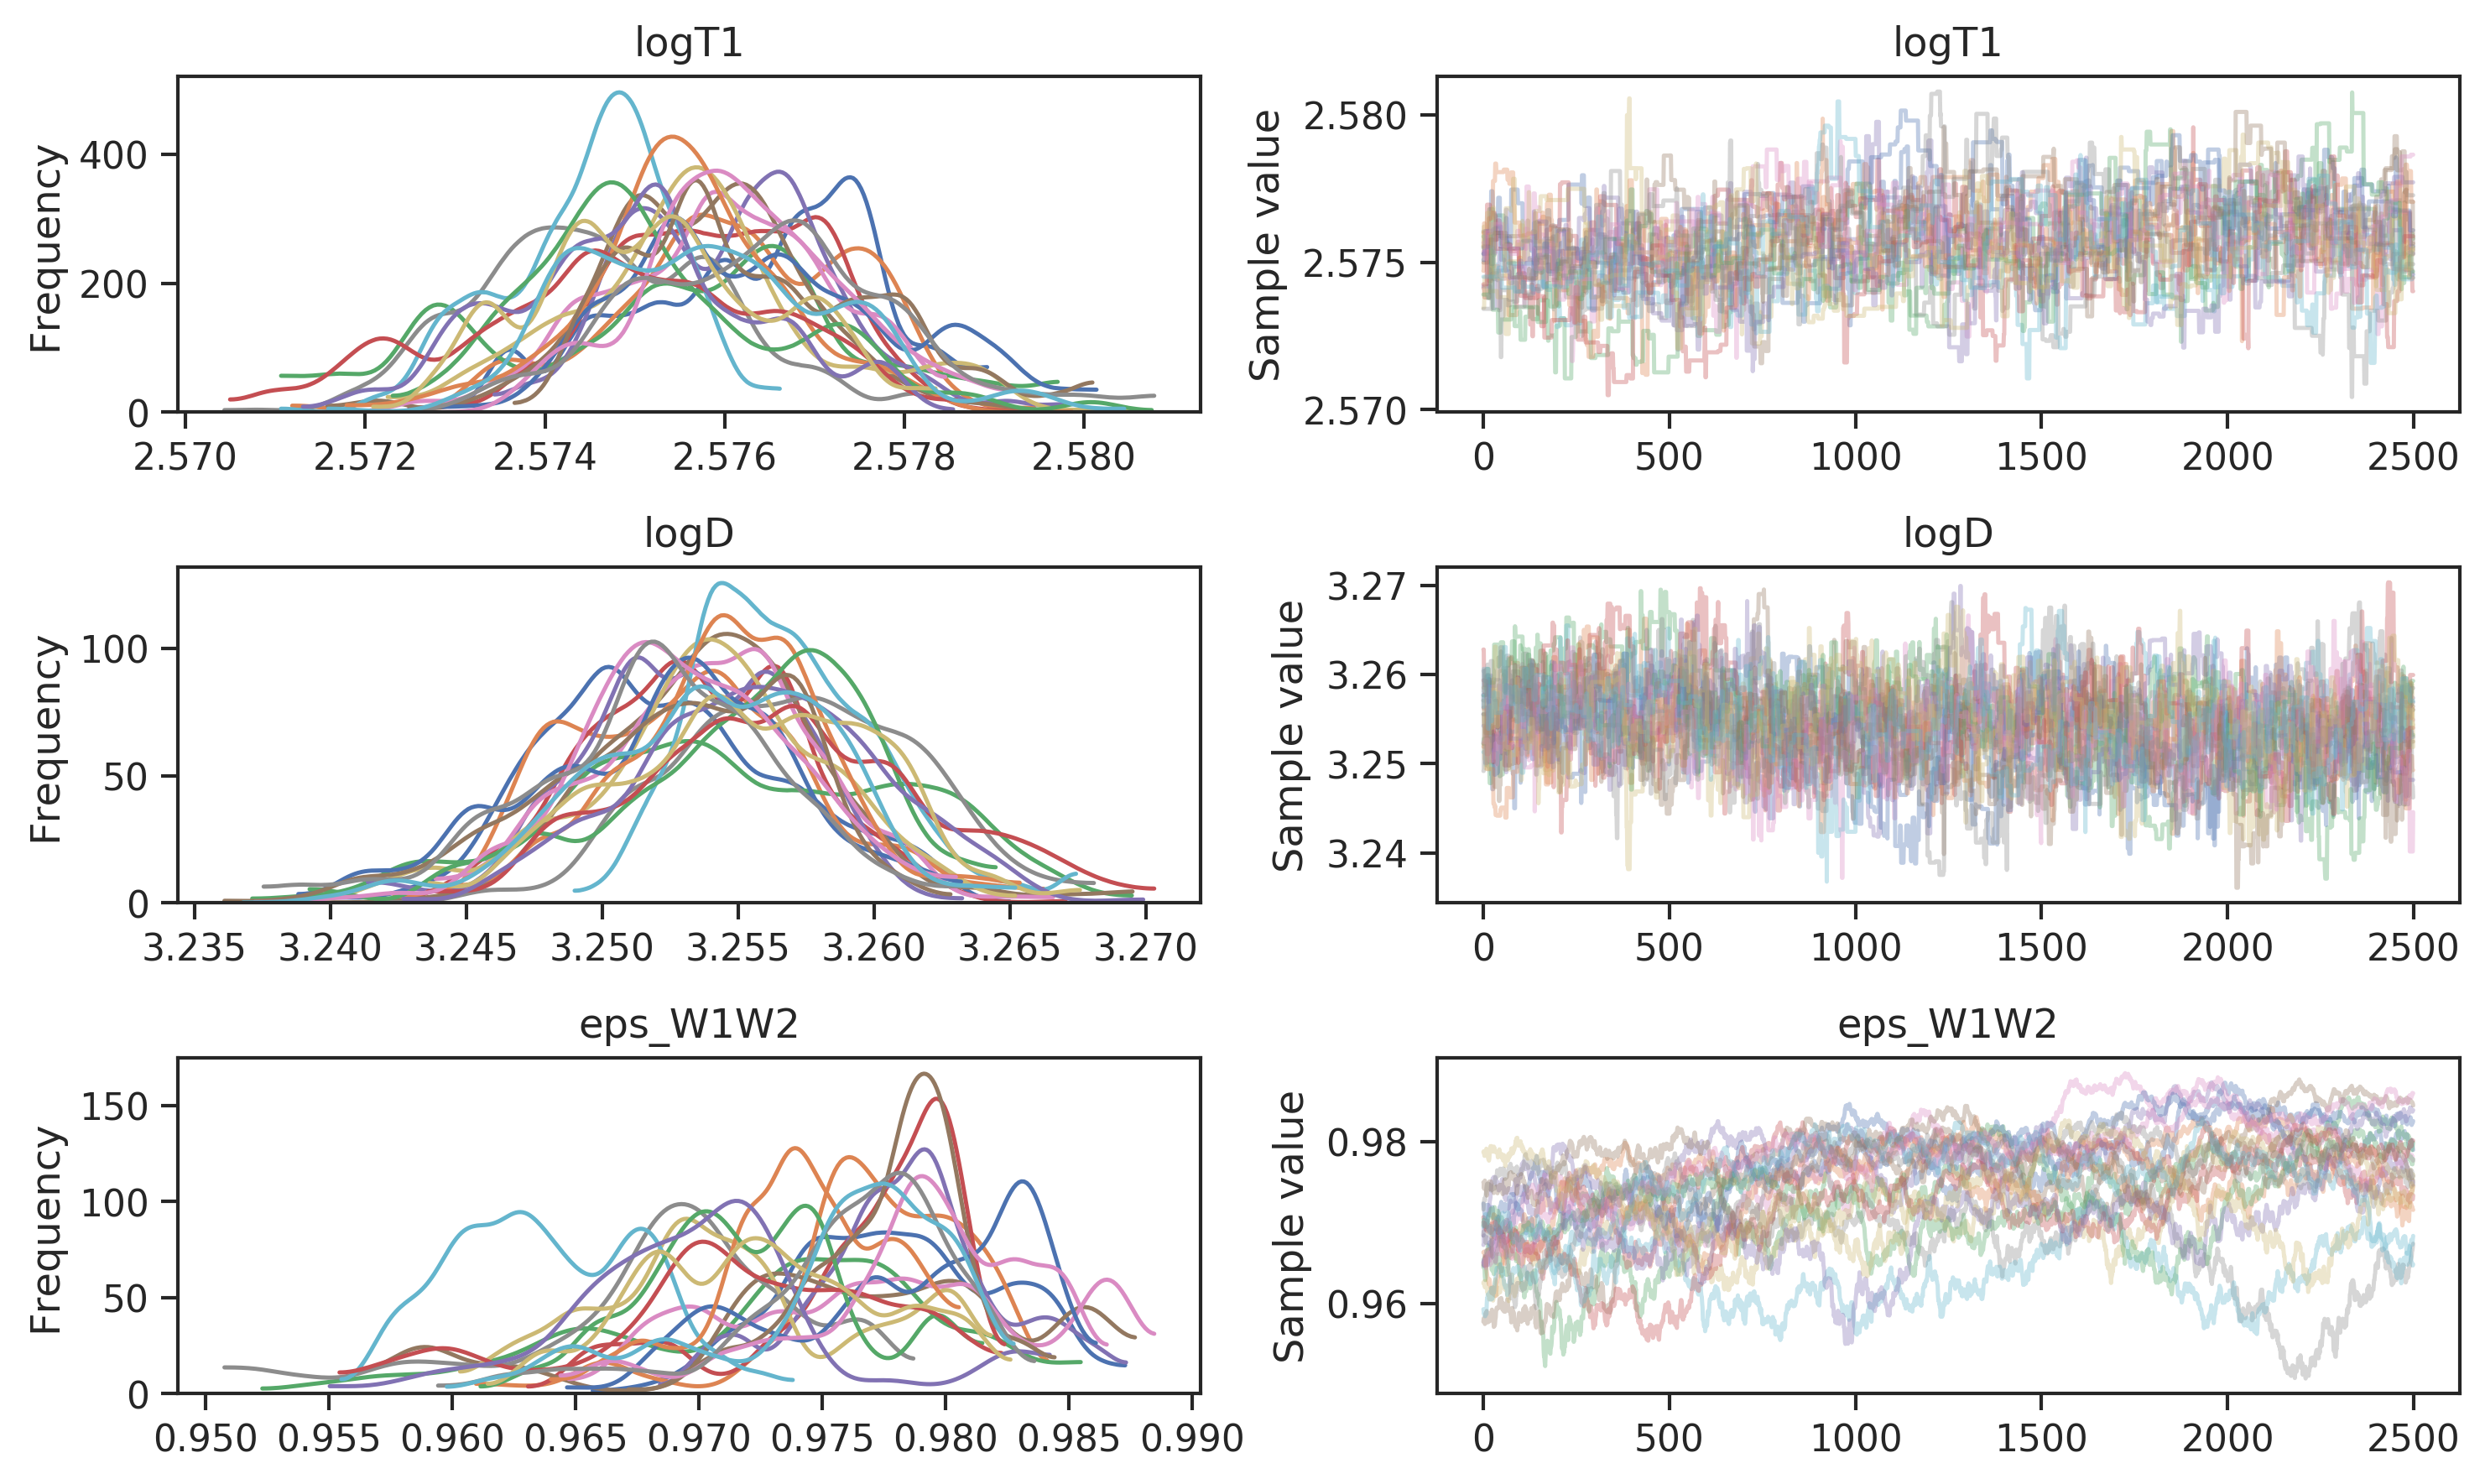 logT1
Frequency
400
200
0
2.570 2.572 2.574 2.576 2.578 2.580
logT1
Sample value
2.580
2.575
2.570
0 500 1000 1500 2000 2500
logD
Frequency
100
50
0
3.235 3.240 3.245 3.250 3.255 3.260 3.265 3.270
logD
Sample value
3.27
3.26
3.25
3.24
0 500 1000 1500 2000 2500
eps_W1W2
Frequency
150
100
50
0
0.950 0.955 0.960 0.965 0.970 0.975 0.980 0.985 0.990
eps_W1W2
Sample value
0.98
0.96
0 500 1000 1500 2000 2500